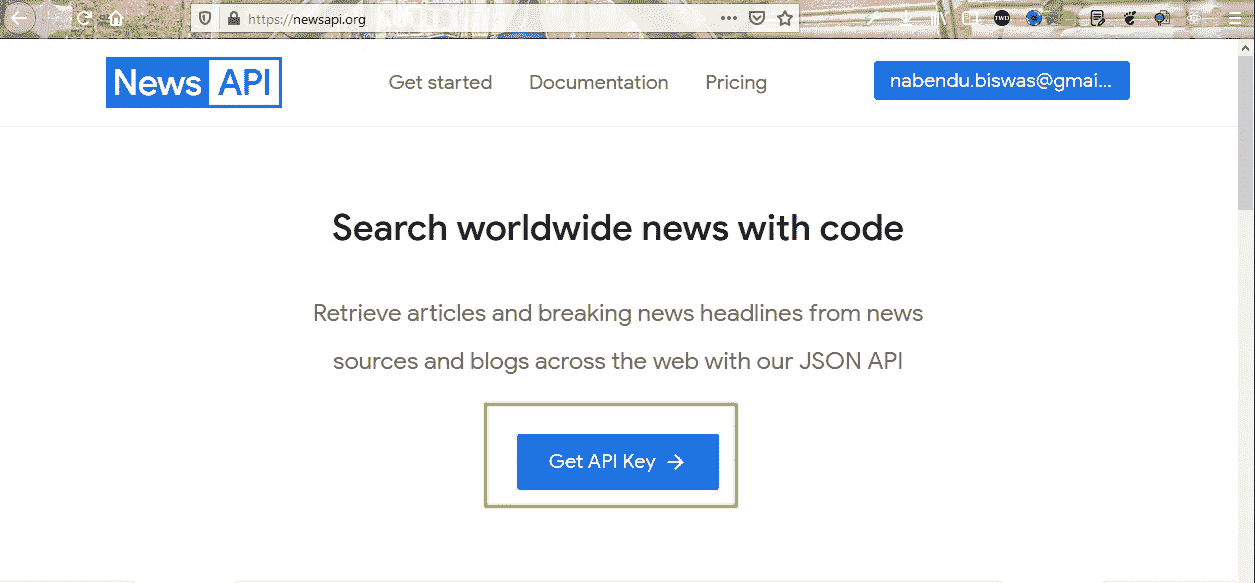 https://newsapi.org
TWD
News API
Get started
Documentation
Pricing
nabendu.biswas@gmai...
Search worldwide news with code
Retrieve articles and breaking news headlines from news
sources and blogs across the web with our JSON API
Get API Key →